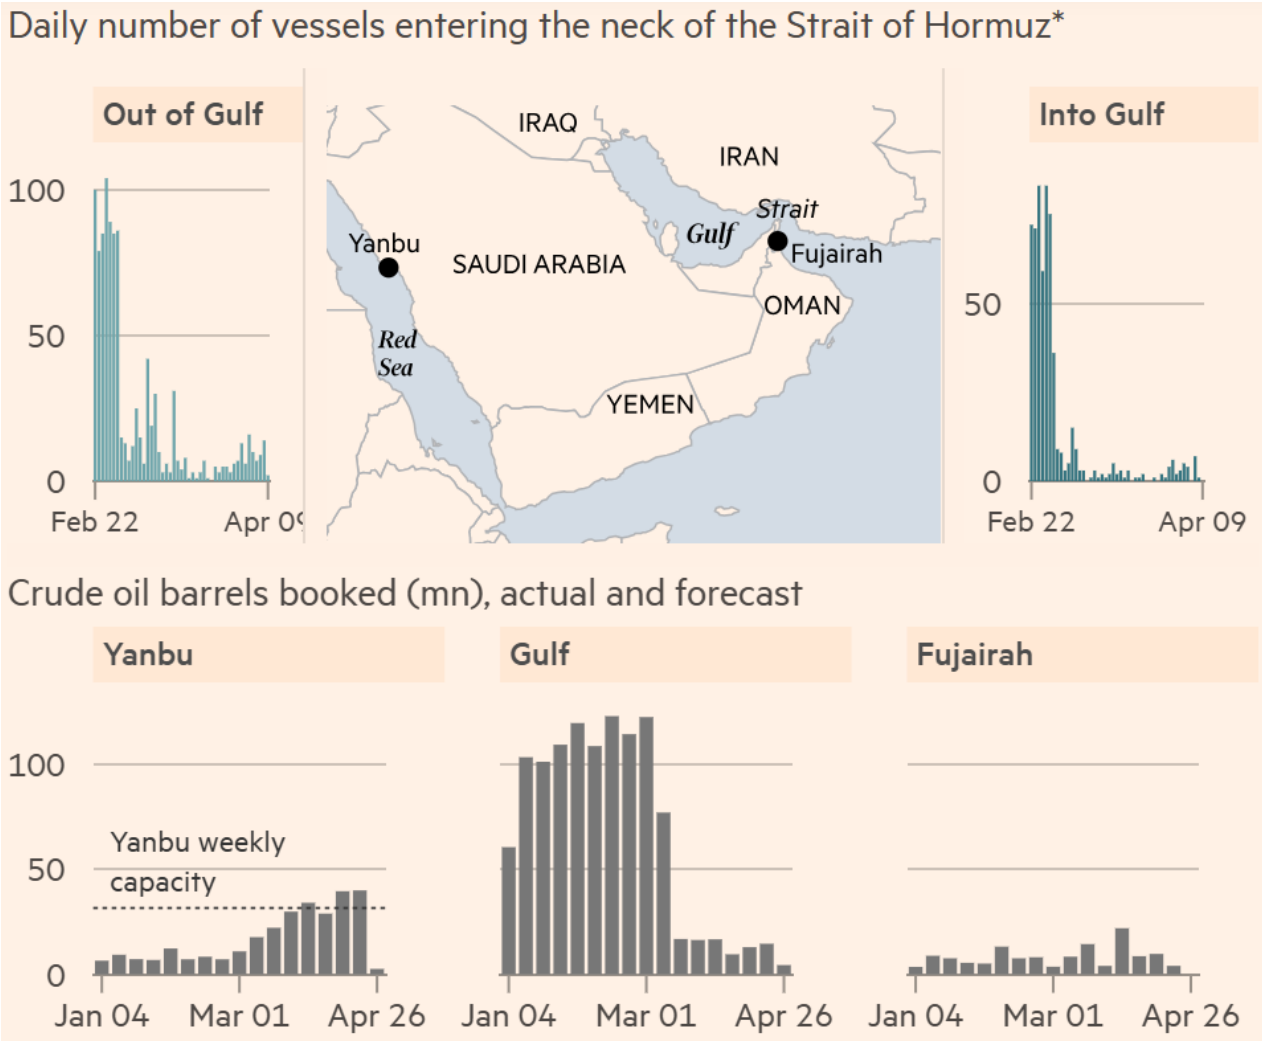 Daily number of vessels entering the neck of the Strait of Hormuz*
Out of Gulf
100
50
0
Feb 22
Apr 09
IRAQ
IRAN
Strait
Gulf
Yanbu
Fujairah
SAUDI ARABIA
OMAN
Red
Sea
YEMEN
Into Gulf
50
0
Feb 22
Apr 09
Crude oil barrels booked (mn), actual and forecast
Yanbu
Gulf
Fujairah
100
Yanbu weekly
50
capacity
0
Jan 04
Mar 01
Apr 26
Jan 04
Mar 01
Apr 26
Jan 04
Mar 01
Apr 26